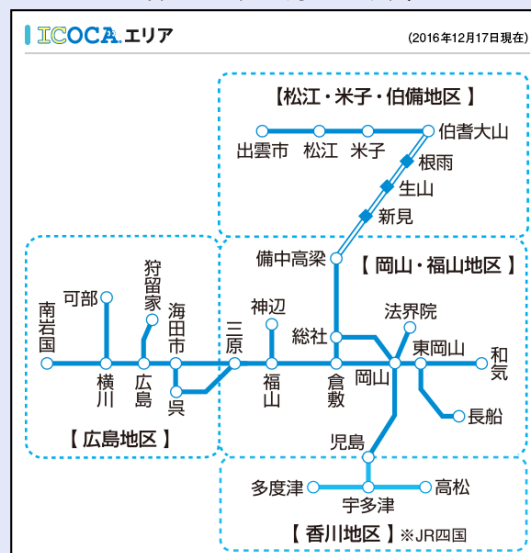 ICOCA エリア
(2016年12月17日現在)
【松江・米子・伯備地区】
出雲市
松江
米子
伯耆大山
根雨
生山
新見
備中高梁
【岡山・福山地区】
狩留家
可部
海田市
南岩国
三原
神辺
総社
法界院
東岡山
横川
広島
呉
福山
倉敷
岡山
和気
長船
【広島地区】
児島
多度津
宇多津
高松
【香川地区】※JR四国